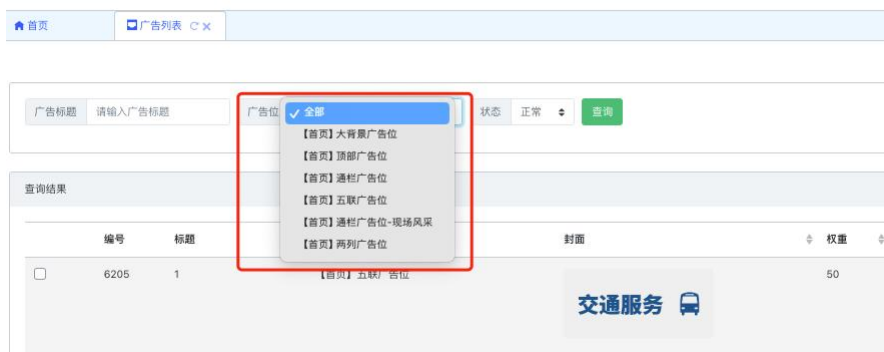 首页 广告列表
广告标题 请输入广告标题 广告位 全部 状态 正常 查询
【首页】大背景广告位
【首页】顶部广告位
【首页】通栏广告位
【首页】五联广告位
【首页】通栏广告位-现场风采
【首页】两列广告位
查询结果
编号 标题 封面 权重
6205 1 【首页】五联广告位 50
交通服务